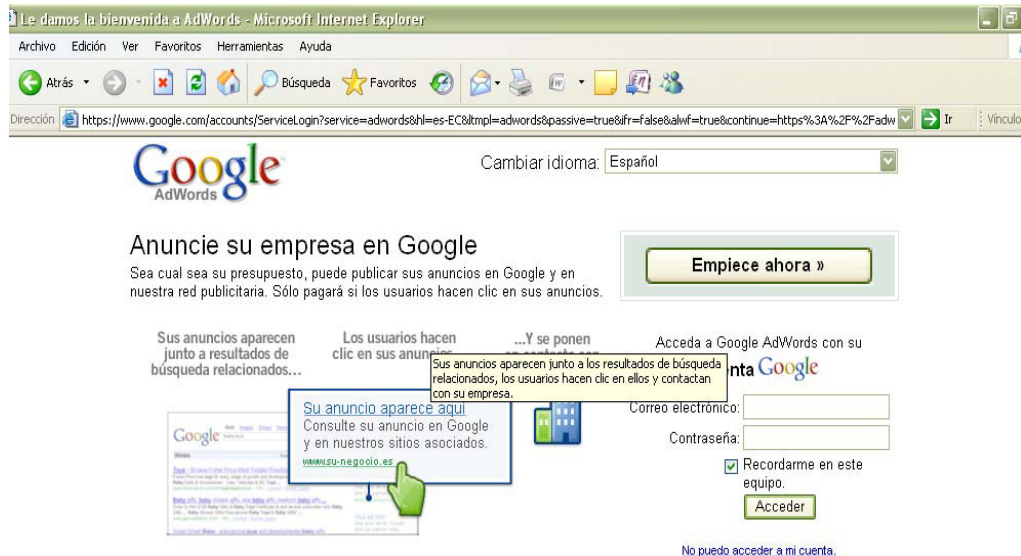 Le damos la bienvenida a AdWords - Microsoft Internet Explorer
Archivo Edición Ver Favoritos Herramientas Ayuda
Atrás Búsqueda Favoritos
Dirección https://www.google.com/accounts/ServiceLogin?service=adwords&hl=es-EC&ltmpl=adwords&passive=true&ifr=false&alwf=true&continue=https%3A%2F%2Fadw Ir Vínculo
Google
AdWords
Cambiar idioma: Español
Anuncie su empresa en Google
Sea cual sea su presupuesto, puede publicar sus anuncios en Google y en
nuestra red publicitaria. Sólo pagará si los usuarios hacen clic en sus anuncios.
Empiece ahora »
Sus anuncios aparecen
junto a resultados de
búsqueda relacionados...
Los usuarios hacen
clic en sus anuncios
...Y se ponen
Sus anuncios aparecen junto a los resultados de búsqueda
relacionados, los usuarios hacen clic en ellos y contactan
con su empresa.
Su anuncio aparece aquí
Consulte su anuncio en Google
y en nuestros sitios asociados.
www.su-negocio.es
Google
Acceda a Google AdWords con su
Google
Correo electrónico:
Contraseña:
Recordarme en este
equipo.
Acceder
No puedo acceder a mi cuenta.